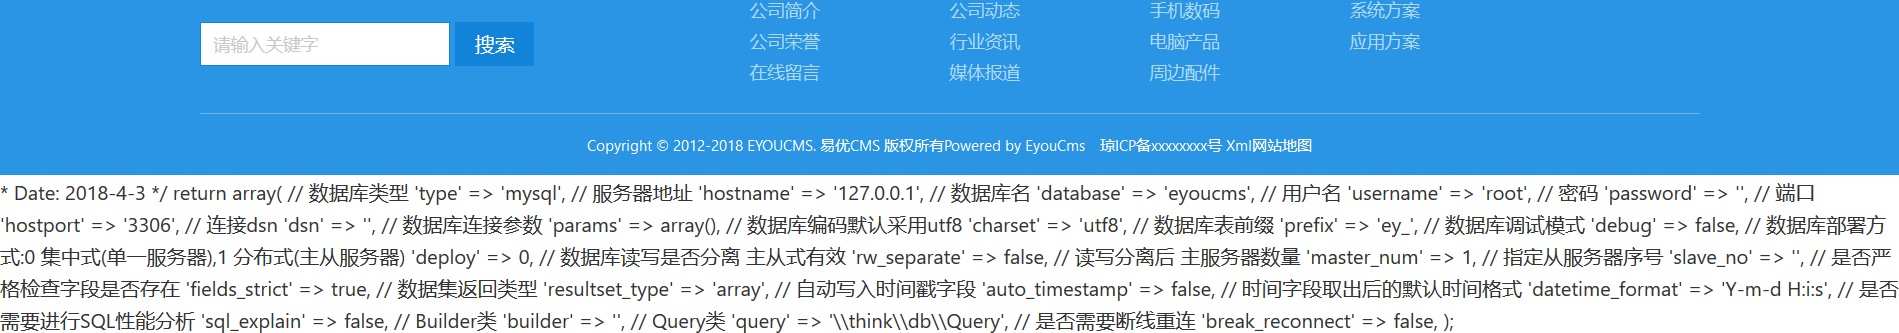 公司简介 公司动态 手机数码 系统方案
请输入关键字 搜索
公司荣誉 行业资讯 电脑产品 应用方案
在线留言 媒体报道 周边配件
Copyright © 2012-2018 EYOUCMS. 易优CMS 版权所有Powered by EyouCms 琼ICP备xxxxxxxx号 Xml网站地图
* Date: 2018-4-3 */ return array( // 数据库类型 'type' => 'mysql', // 服务器地址 'hostname' => '127.0.0.1', // 数据库名 'database' => 'eyoucms', // 用户名 'username' => 'root', // 密码 'password' => '', // 端口
'hostport' => '3306', // 连接dsn 'dsn' => '', // 数据库连接参数 'params' => array(), // 数据库编码默认采用utf8 'charset' => 'utf8', // 数据库表前缀 'prefix' => 'ey_', // 数据库调试模式 'debug' => false, // 数据库部署方
式:0 集中式(单一服务器),1 分布式(主从服务器) 'deploy' => 0, // 数据库读写是否分离 主从式有效 'rw_separate' => false, // 读写分离后 主服务器数量 'master_num' => 1, // 指定从服务器序号 'slave_no' => '', // 是否严
格检查字段是否存在 'fields_strict' => true, // 数据集返回类型 'resultset_type' => 'array', // 自动写入时间戳字段 'auto_timestamp' => false, // 时间字段取出后的默认时间格式 'datetime_format' => 'Y-m-d H:i:s', // 是否
需要进行SQL性能分析 'sql_explain' => false, // Builder类 'builder' => '', // Query类 'query' => '\\think\\db\\Query', // 是否需要断线重连 'break_reconnect' => false, );